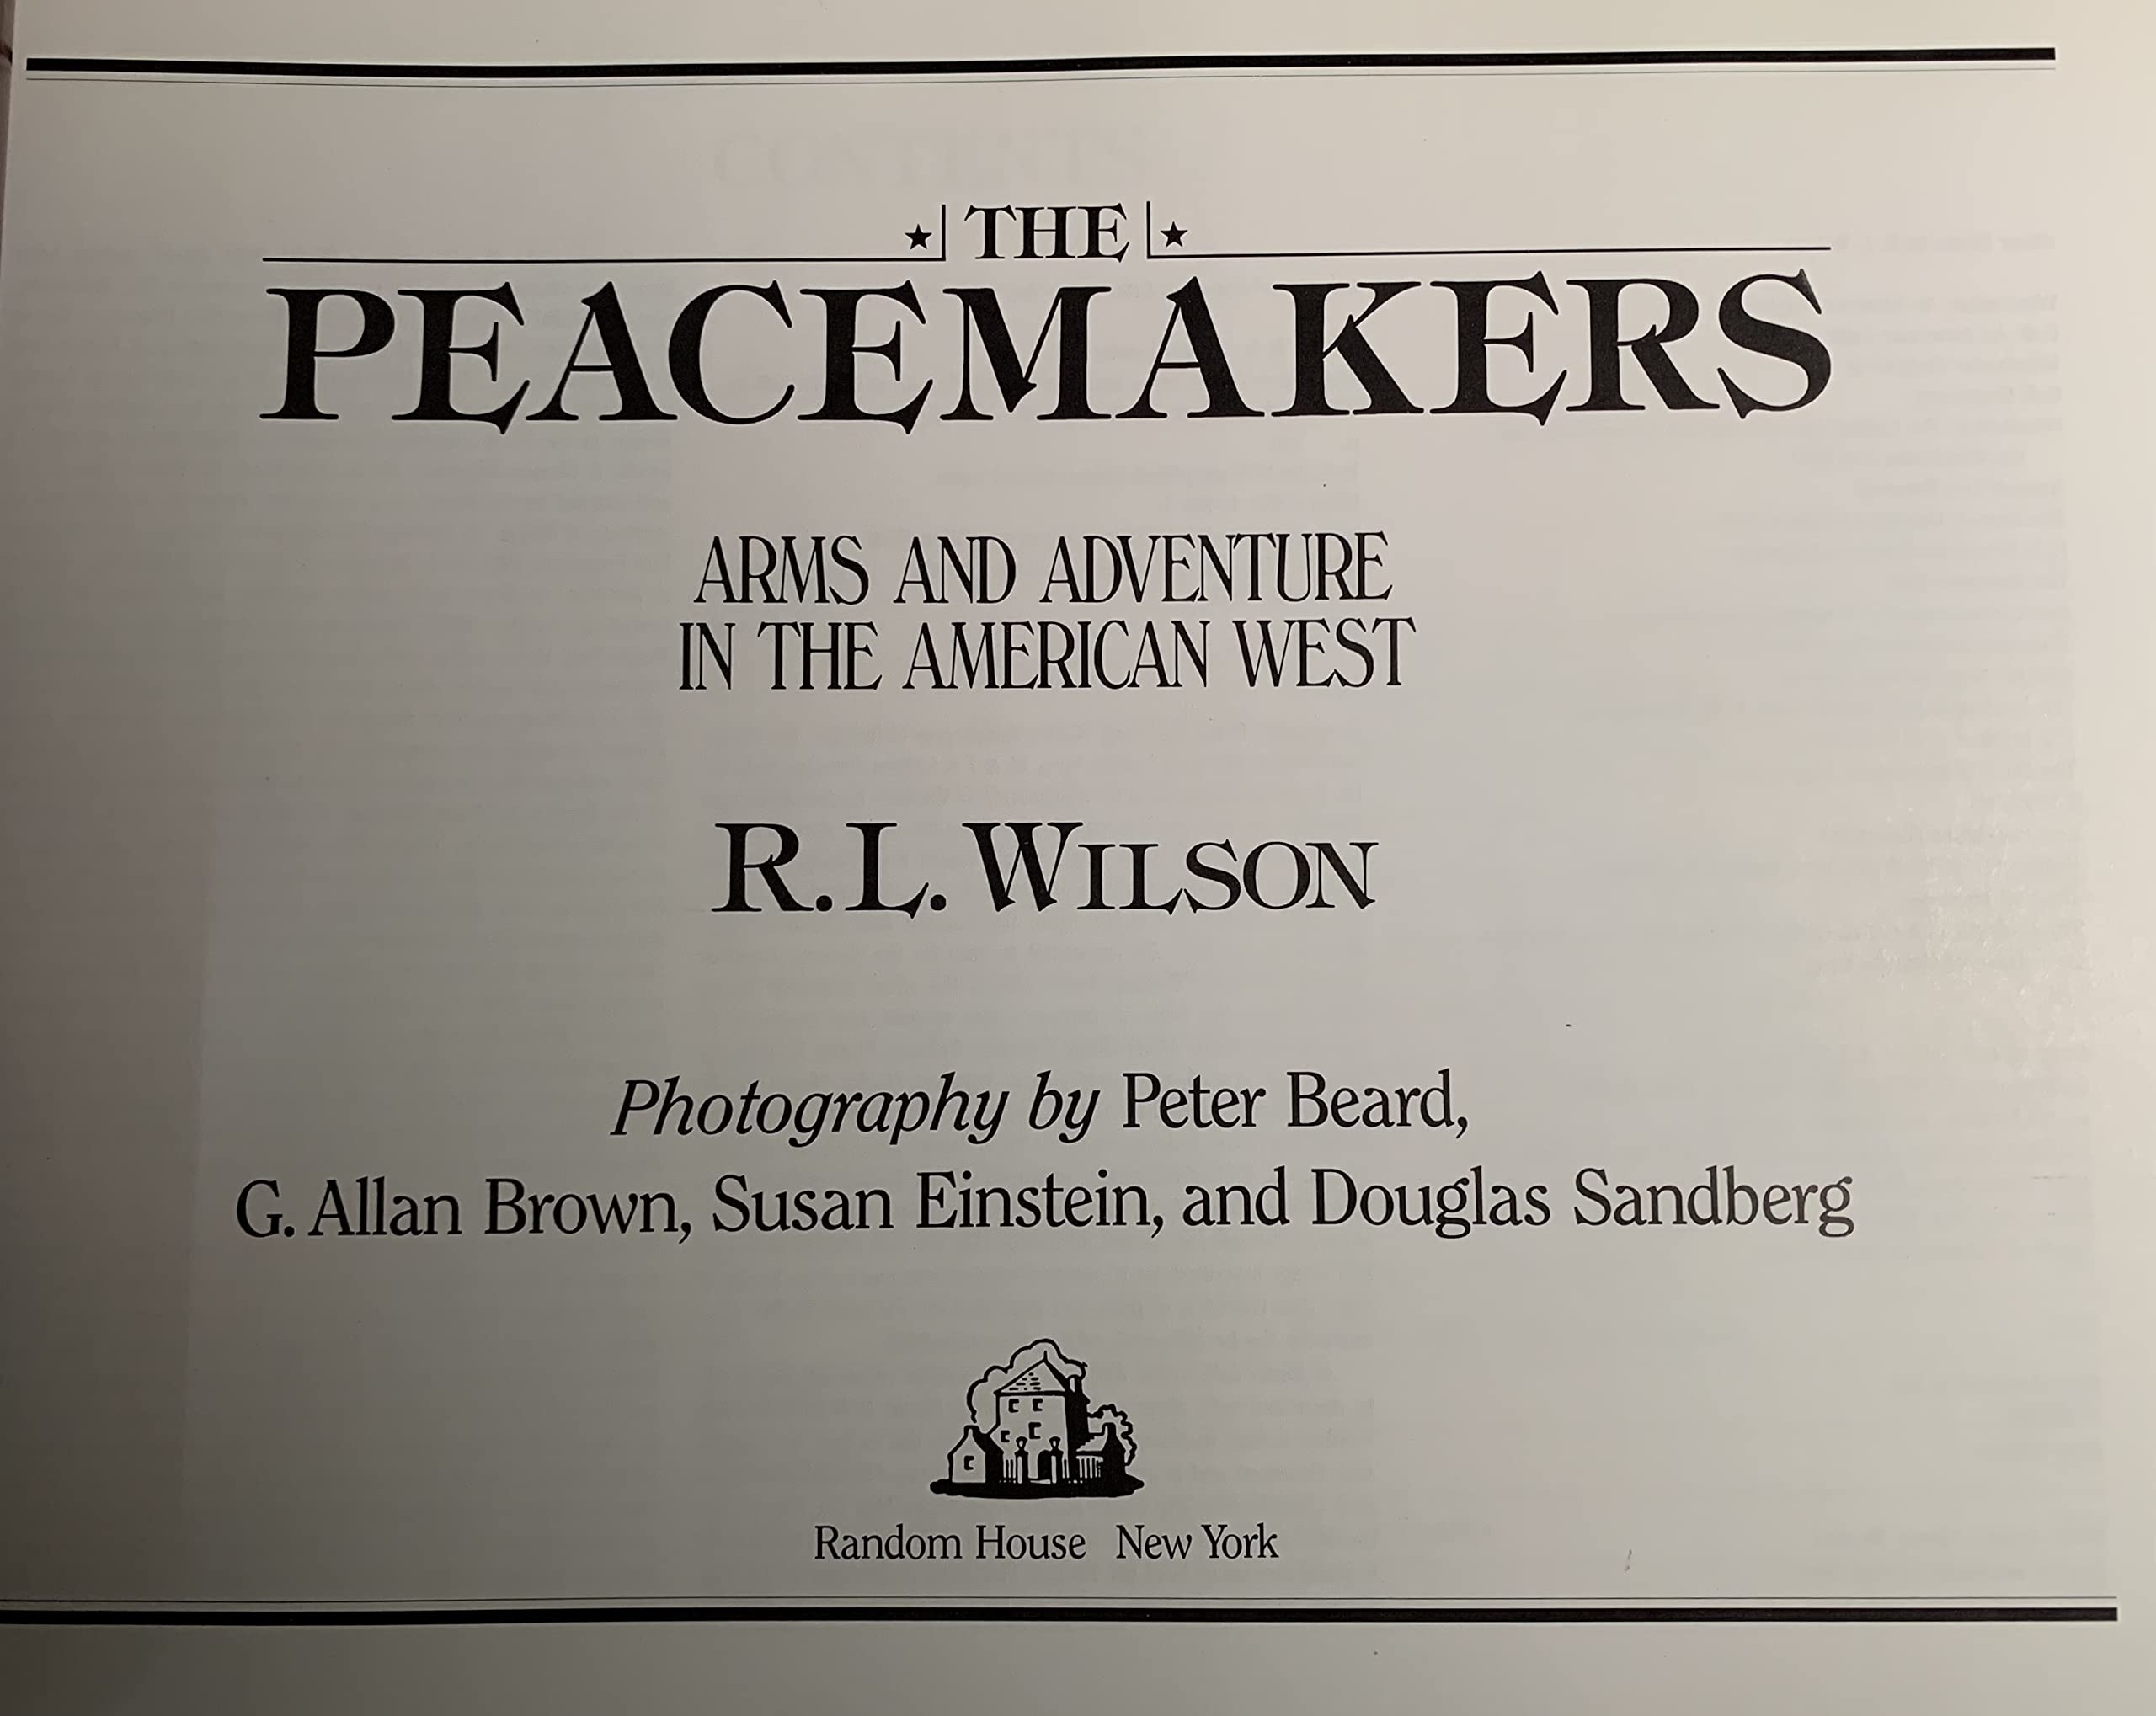 THE
PEACEMAKERS
ARMS AND ADVENTURE
IN THE AMERICAN WEST
R.L. WILSON
Photography by Peter Beard,
G. Allan Brown, Susan Einstein, and Douglas Sandberg
Random House New York